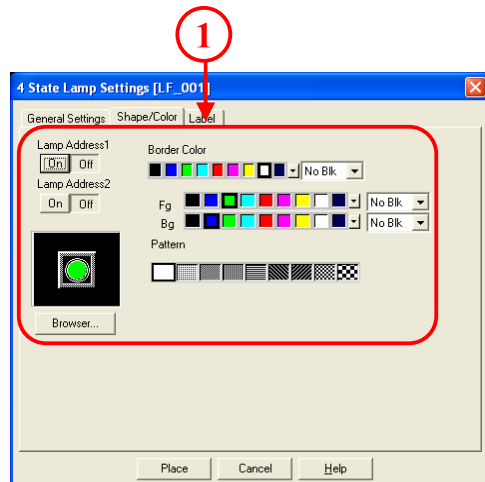 1
4 State Lamp Settings [LF_001]
General Settings Shape/Color Label
Lamp Address1
On Off
Lamp Address2
On Off
Border Color
No Blk
Fg No Blk
Bg No Blk
Pattern
Browser...
Place Cancel Help